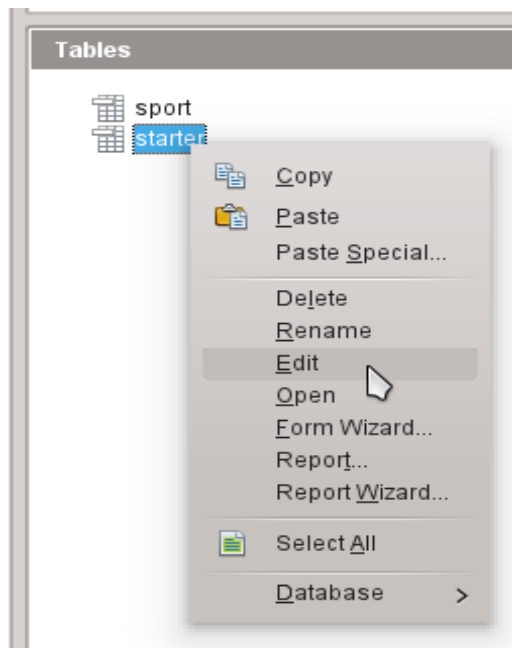 Tables
sport
starter
Copy
Paste
Paste Special...
Delete
Rename
Edit
Open
Form Wizard...
Report...
Report Wizard...
Select All
Database >